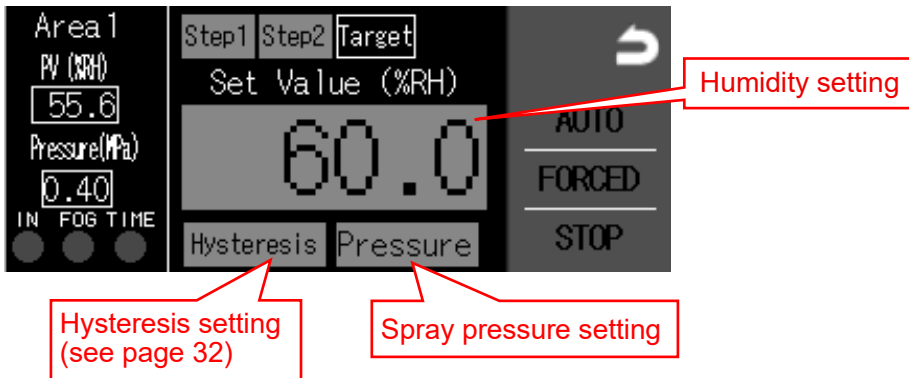 Area1
PV (%RH)
55.6
Pressure(MPa)
0.40
IN FOG TIME
Step1 Step2 Target
Set Value (%RH)
60.0
Hysteresis Pressure
AUTO
FORCED
STOP
Humidity setting
Hysteresis setting
(see page 32)
Spray pressure setting